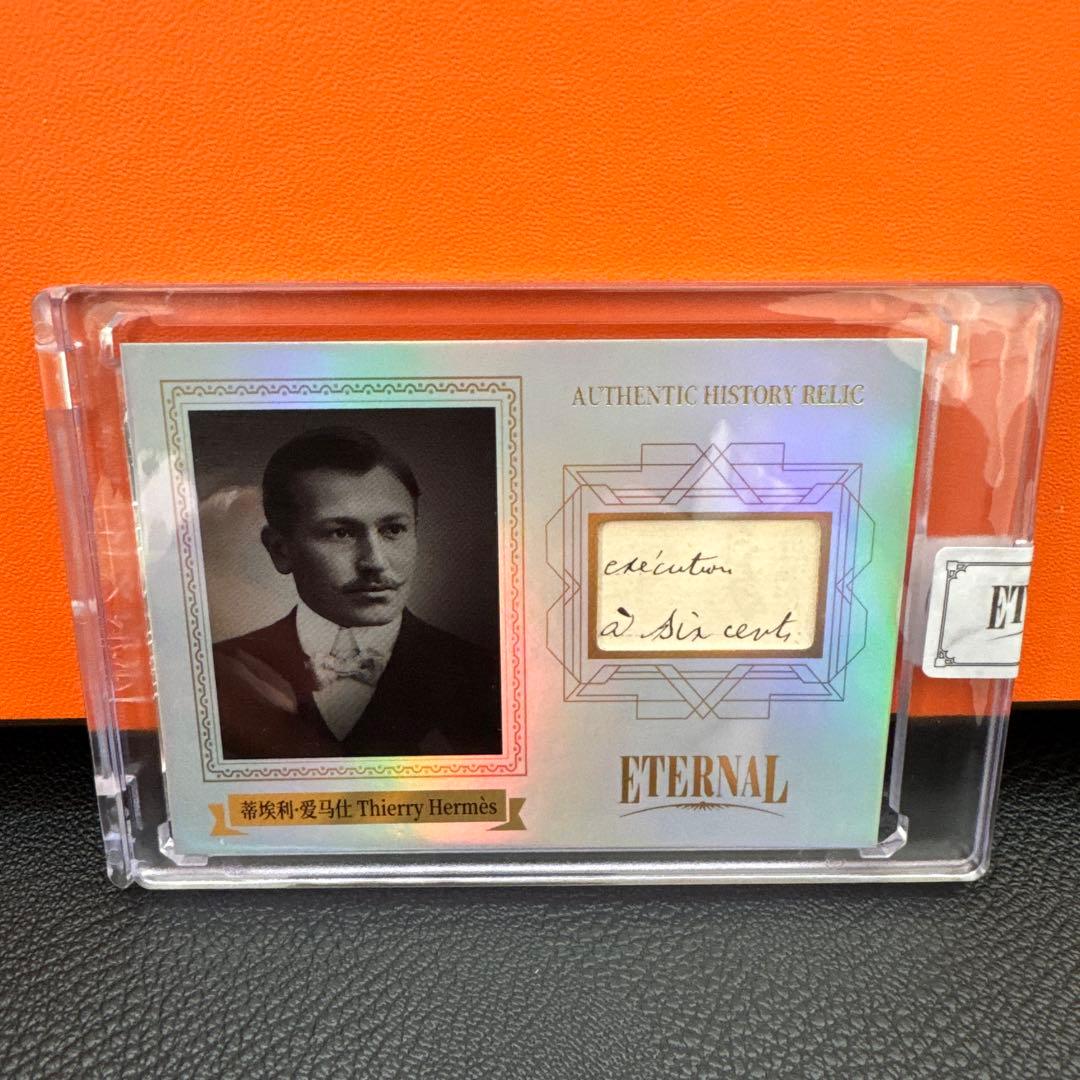 AUTHENTIC HISTORY RELIC
exécution
à six cents
ETERNAL
蒂埃利·爱马仕 Thierry Hermès
ET